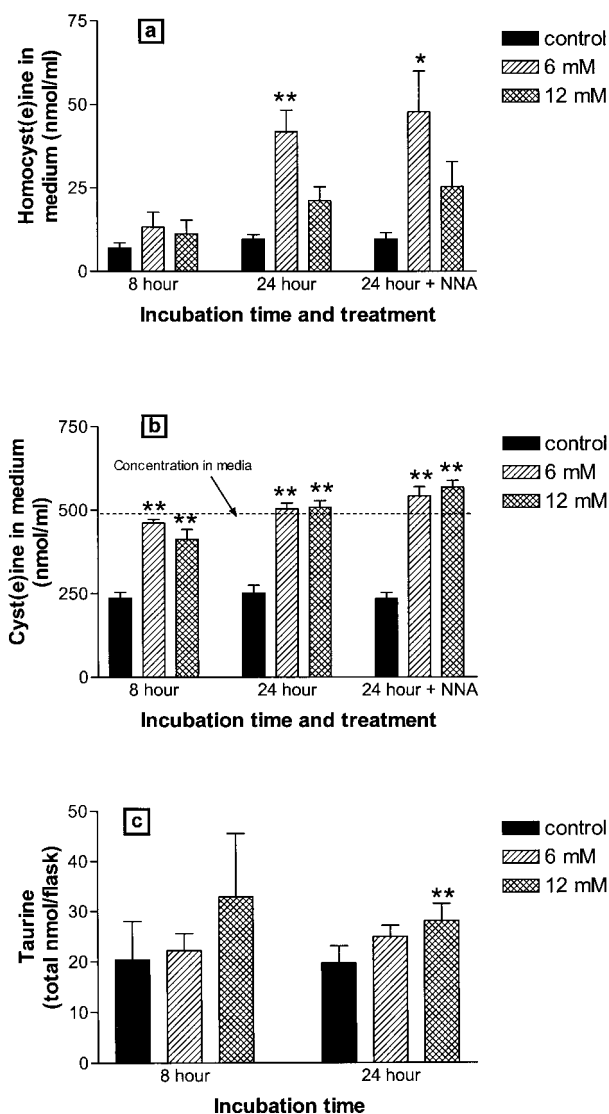 a
control
6 mM
12 mM
Homocyst(e)ine in
medium (nmol/ml)
75
50
25
0
**
*
8 hour
24 hour
24 hour + NNA
Incubation time and treatment
b
control
6 mM
12 mM
Cyst(e)ine in medium
(nmol/ml)
750
500
250
0
Concentration in media
**
**
**
**
**
**
8 hour
24 hour
24 hour + NNA
Incubation time and treatment
c
control
6 mM
12 mM
Taurine
(total nmol/flask)
50
40
30
20
10
0
**
8 hour
24 hour
Incubation time